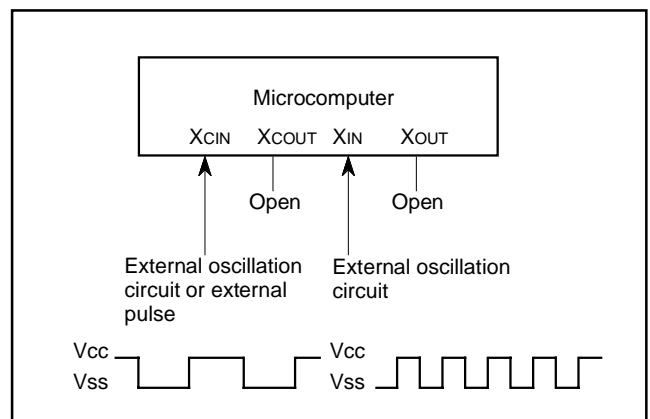 Microcomputer
XCIN XCOUT XIN XOUT
Open Open
External oscillation
circuit or external
pulse
External oscillation
circuit
Vcc Vcc
Vss Vss